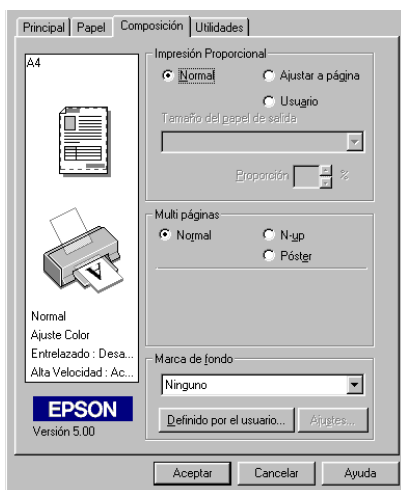 Principal Papel Composición Utilidades
A4
Normal
Ajuste Color
Entrelazado : Desa...
Alta Velocidad : Ac...
EPSON
Versión 5.00
Impresión Proporcional
Normal Ajustar a página
Usuario
Tamaño del papel de salida
Proporción %
Multi páginas
Normal N-up
Póster
Marca de fondo
Ninguno
Definido por el usuario... Ajustes...
Aceptar Cancelar Ayuda